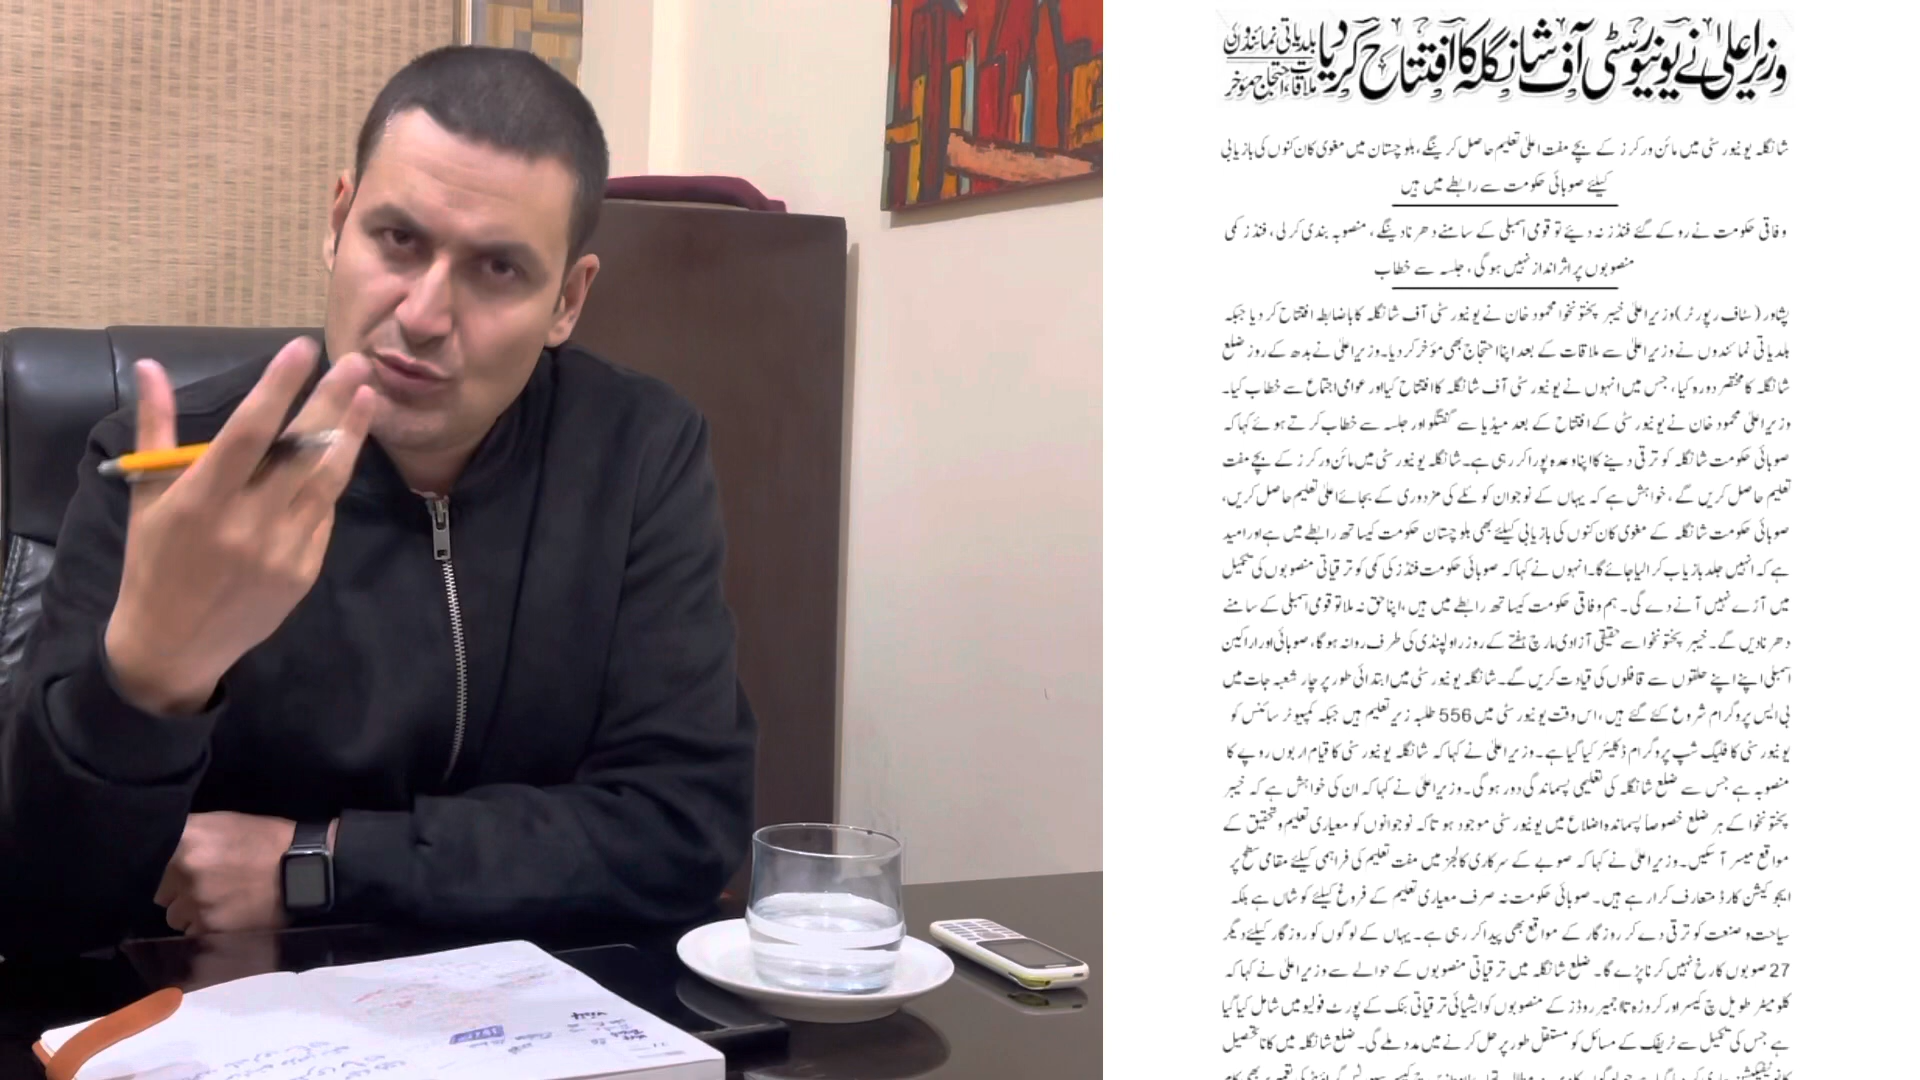 وزیراعلیٰ نے یونیورسٹی آف شانگلہ کا افتتاح کر دیا
بلدیاتی نمائندوں کی
ملاقات، احتجاج مؤخر
شانگلہ یونیورسٹی میں مائن ورکرز کے بچے مفت اعلیٰ تعلیم حاصل کرینگے، بلوچستان میں مغوی کان کنوں کی بازیابی
کیلئے صوبائی حکومت سے رابطے میں ہیں
وفاقی حکومت نے روکے گئے فنڈز نہ دیئے تو قومی اسمبلی کے سامنے دھرنا دینگے، منصوبہ بندی کر لی، فنڈز کمی
منصوبوں پر اثر انداز نہیں ہو گی، جلسہ سے خطاب
پشاور (سٹاف رپورٹر) وزیراعلیٰ خیبر پختونخوا محمود خان نے یونیورسٹی آف شانگلہ کا باضابطہ افتتاح کر دیا جبکہ
بلدیاتی نمائندوں نے وزیراعلیٰ سے ملاقات کے بعد اپنا احتجاج بھی مؤخر کر دیا۔ وزیراعلیٰ نے بدھ کے روز ضلع
شانگلہ کا مختصر دورہ کیا، جس میں انہوں نے یونیورسٹی آف شانگلہ کا افتتاح کیا اور عوامی اجتماع سے خطاب کیا۔
وزیراعلیٰ محمود خان نے یونیورسٹی کے افتتاح کے بعد میڈیا سے گفتگو اور جلسہ سے خطاب کرتے ہوئے کہا کہ
صوبائی حکومت شانگلہ کو ترقی دینے کا اپنا وعدہ پورا کر رہی ہے۔ شانگلہ یونیورسٹی میں مائن ورکرز کے بچے مفت
تعلیم حاصل کریں گے، خواہش ہے کہ یہاں کے نوجوان کوئلے کی مزدوری کے بجائے اعلیٰ تعلیم حاصل کریں،
صوبائی حکومت شانگلہ کے مغوی کان کنوں کی بازیابی کیلئے بھی بلوچستان حکومت کیساتھ رابطے میں ہے اور امید
ہے کہ انہیں جلد بازیاب کرا لیا جائے گا۔ انہوں نے کہا کہ صوبائی حکومت فنڈز کی کمی کو ترقیاتی منصوبوں کی تکمیل
میں آڑے نہیں آنے دے گی۔ ہم وفاقی حکومت کیساتھ رابطے میں ہیں، اپنا حق نہ ملا تو قومی اسمبلی کے سامنے
دھرنا دیں گے۔ خیبر پختونخوا سے حقیقی آزادی مارچ ہفتے کے روز راولپنڈی کی طرف روانہ ہو گا، صوبائی اور اراکین
اسمبلی اپنے اپنے حلقوں سے قافلوں کی قیادت کریں گے۔ شانگلہ یونیورسٹی میں ابتدائی طور پر چار شعبہ جات میں
بی ایس پروگرام شروع کئے گئے ہیں، اس وقت یونیورسٹی میں 556 طلبہ زیر تعلیم ہیں جبکہ کمپیوٹر سائنس کو
یونیورسٹی کا فلیگ شپ پروگرام ڈکلیئر کیا گیا ہے۔ وزیراعلیٰ نے کہا کہ شانگلہ یونیورسٹی کا قیام اربوں روپے کا
منصوبہ ہے جس سے ضلع شانگلہ کی تعلیمی پسماندگی دور ہو گی۔ وزیراعلیٰ نے کہا کہ ان کی خواہش ہے کہ خیبر
پختونخوا کے ہر ضلع خصوصاً پسماندہ اضلاع میں یونیورسٹی موجود ہو تاکہ نوجوانوں کو معیاری تعلیم و تحقیق کے
مواقع میسر آ سکیں۔ وزیراعلیٰ نے کہا کہ صوبے کے سرکاری کالجز میں مفت تعلیم کی فراہمی کیلئے مقامی سطح پر
ایجوکیشن کارڈ متعارف کرا رہے ہیں۔ صوبائی حکومت نہ صرف معیاری تعلیم کے فروغ کیلئے کوشاں ہے بلکہ
سیاحت و صنعت کو ترقی دے کر روزگار کے مواقع بھی پیدا کر رہی ہے۔ یہاں کے لوگوں کو روزگار کیلئے دیگر
27 صوبوں کا رخ نہیں کرنا پڑے گا۔ ضلع شانگلہ میں ترقیاتی منصوبوں کے حوالے سے وزیراعلیٰ نے کہا کہ
کلومیٹر طویل چکیسر اور کروڑہ تا اجمیر روڈز کے منصوبوں کو ایشیائی ترقیاتی بنک کے پورٹ فولیو میں شامل کیا گیا
ہے جس کی تکمیل سے ٹریفک کے مسائل کو مستقل طور پر حل کرنے میں مدد ملے گی۔ ضلع شانگلہ میں کانا تحصیل